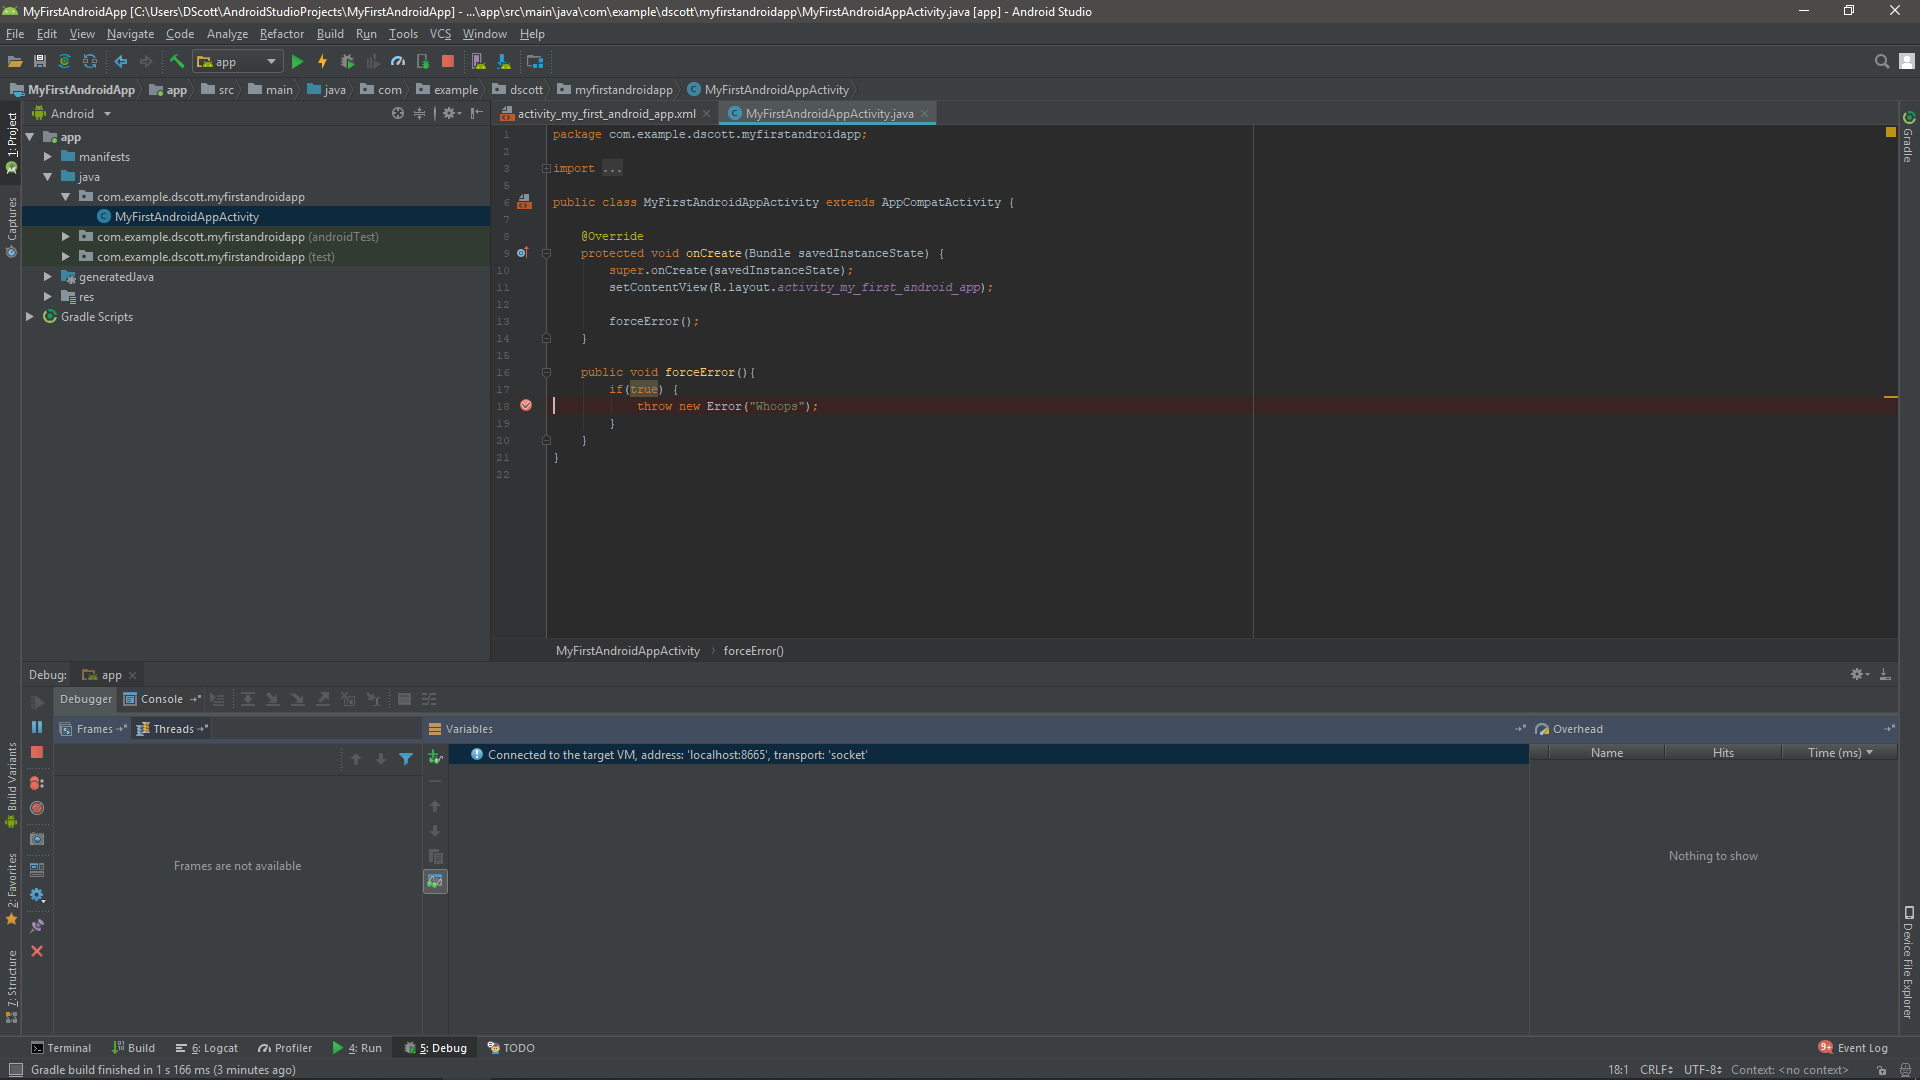 MyFirstAndroidApp [C:\Users\DScott\AndroidStudioProjects\MyFirstAndroidApp] - ...\app\src\main\java\com\example\dscott\myfirstandroidapp\MyFirstAndroidAppActivity.java [app] - Android Studio
File Edit View Navigate Code Analyze Refactor Build Run Tools VCS Window Help
app
MyFirstAndroidApp app src main java com example dscott myfirstandroidapp MyFirstAndroidAppActivity
1: Project
Captures
Build Variants
2: Favorites
7: Structure
Android
app
manifests
java
com.example.dscott.myfirstandroidapp
MyFirstAndroidAppActivity
com.example.dscott.myfirstandroidapp (androidTest)
com.example.dscott.myfirstandroidapp (test)
generatedJava
res
Gradle Scripts
activity_my_first_android_app.xml MyFirstAndroidAppActivity.java
1 package com.example.dscott.myfirstandroidapp;
2
3 import ...
5
6 public class MyFirstAndroidAppActivity extends AppCompatActivity {
7
8 @Override
9 protected void onCreate(Bundle savedInstanceState) {
10 super.onCreate(savedInstanceState);
11 setContentView(R.layout.activity_my_first_android_app);
12
13 forceError();
14 }
15
16 public void forceError(){
17 if(true) {
18 throw new Error("Whoops");
19 }
20 }
21 }
22
MyFirstAndroidAppActivity forceError()
Gradle
Device File Explorer
Debug: app
Debugger Console
Frames Threads
Frames are not available
Variables
Connected to the target VM, address: 'localhost:8665', transport: 'socket'
Overhead
Name Hits Time (ms)
Nothing to show
Terminal Build 6: Logcat Profiler 4: Run 5: Debug TODO 9+ Event Log
Gradle build finished in 1 s 166 ms (3 minutes ago) 18:1 CRLF UTF-8 Context: <no context>